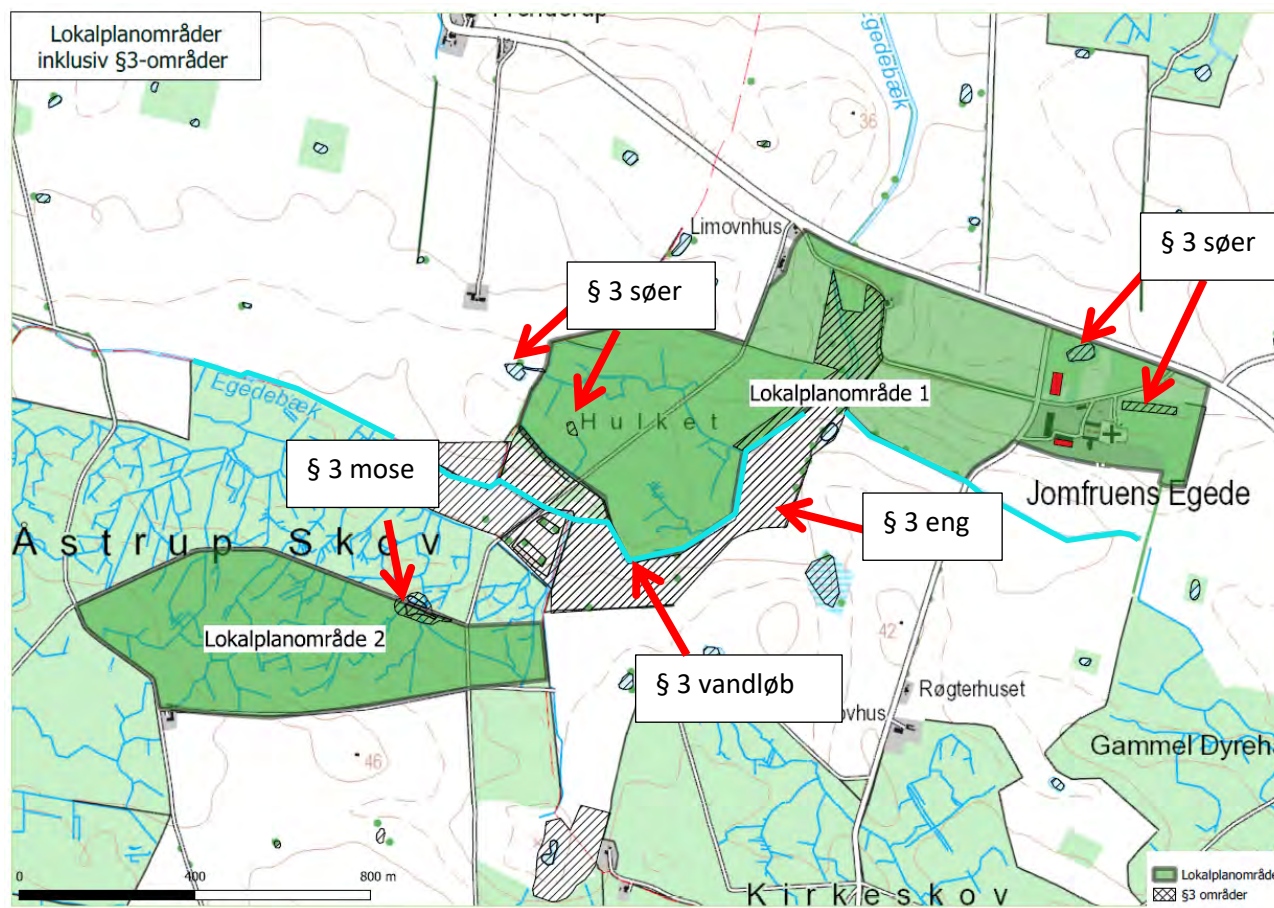 Lokalplanområder
inklusiv §3-områder
Egedebæk
36
Limovnhus
§ 3 søer
§ 3 søer
Egedebæk
Lokalplanområde 1
Hulket
§ 3 mose
Jomfruens Egede
§ 3 eng
Åstrup Skov
Lokalplanområde 2
42
§ 3 vandløb
Røgterhuset
ovhus
Gammel Dyreha
46
0 400 800 m
Lokalplanområde
§3 områder
Kirkeskov